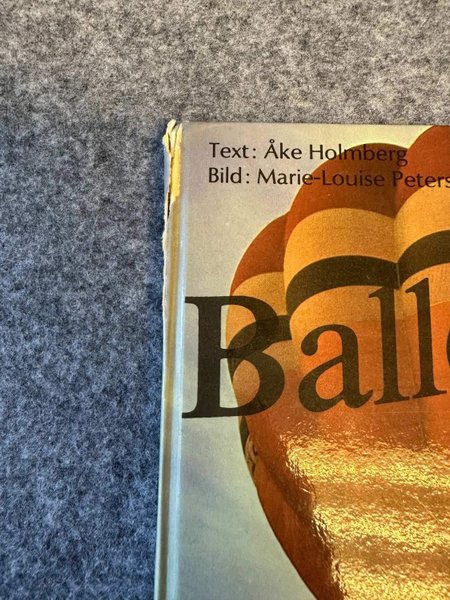 Text: Åke Holmberg
Bild: Marie-Louise Peters
Ball